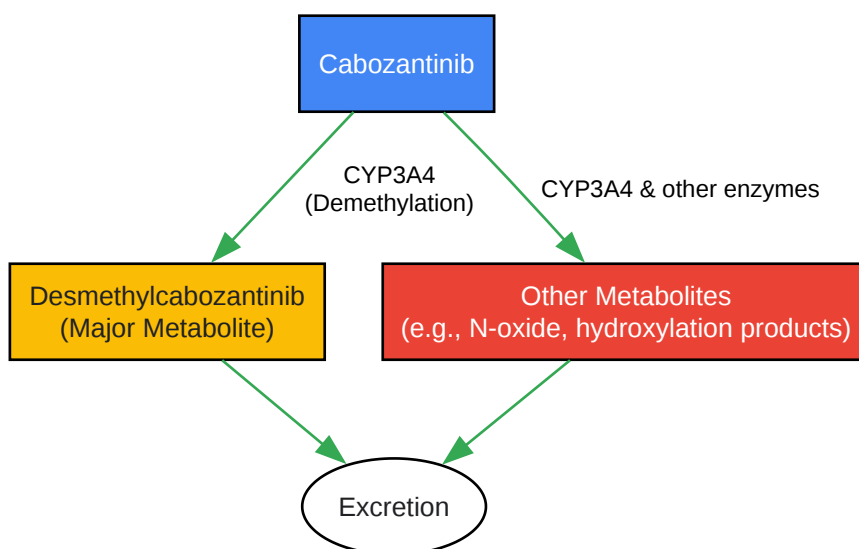 Cabozantinib
CYP3A4
(Demethylation)
CYP3A4 & other enzymes
Desmethylcabozantinib
(Major Metabolite)
Other Metabolites
(e.g., N-oxide, hydroxylation products)
Excretion